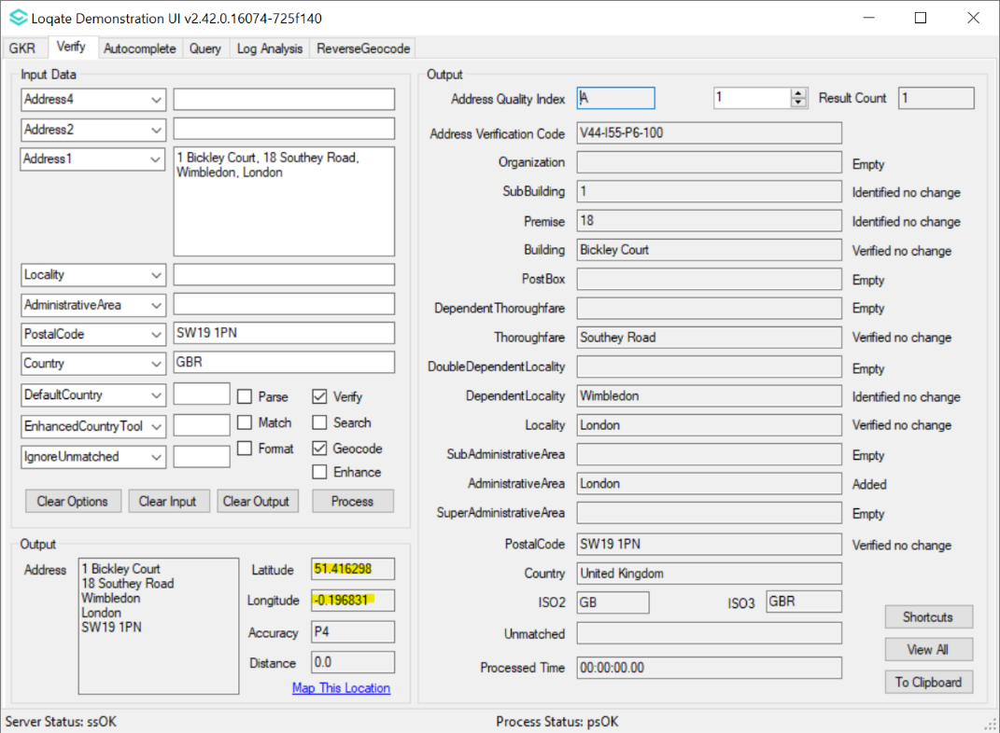 Loqate Demonstration UI v2.42.0.16074-725f140
GKR Verify Autocomplete Query Log Analysis ReverseGeocode
Input Data
Address4
Address2
Address1 1 Bickley Court, 18 Southey Road,
Wimbledon, London
Locality
AdministrativeArea
PostalCode SW19 1PN
Country GBR
DefaultCountry Parse Verify
EnhancedCountryTool Match Search
IgnoreUnmatched Format Geocode
Enhance
Clear Options Clear Input Clear Output Process
Output
Address 1 Bickley Court
18 Southey Road
Wimbledon
London
SW19 1PN
Latitude 51.416298
Longitude -0.196831
Accuracy P4
Distance 0.0
Map This Location
Output
Address Quality Index A 1 Result Count 1
Address Verification Code V44-I55-P6-100
Organization Empty
SubBuilding 1 Identified no change
Premise 18 Identified no change
Building Bickley Court Verified no change
PostBox Empty
DependentThoroughfare Empty
Thoroughfare Southey Road Verified no change
DoubleDependentLocality Empty
DependentLocality Wimbledon Identified no change
Locality London Verified no change
SubAdministrativeArea Empty
AdministrativeArea London Added
SuperAdministrativeArea Empty
PostalCode SW19 1PN Verified no change
Country United Kingdom
ISO2 GB ISO3 GBR
Unmatched
Processed Time 00:00:00.00
Shortcuts
View All
To Clipboard
Server Status: ssOK Process Status: psOK